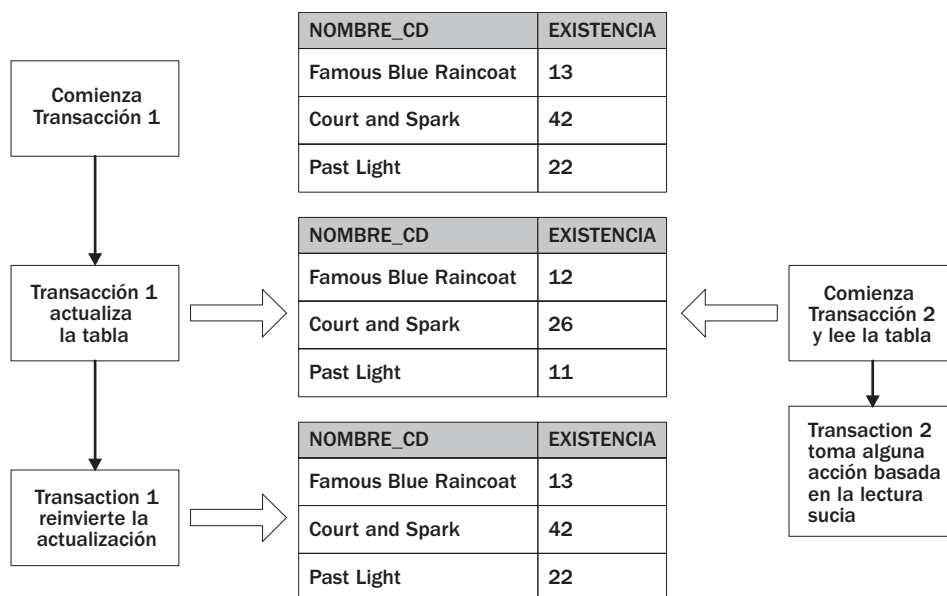 NOMBRE_CD EXISTENCIA
Famous Blue Raincoat 13
Court and Spark 42
Past Light 22
Comienza
Transacción 1
NOMBRE_CD EXISTENCIA
Famous Blue Raincoat 12
Court and Spark 26
Past Light 11
Transacción 1
actualiza
la tabla
Comienza
Transacción 2
y lee la tabla
NOMBRE_CD EXISTENCIA
Famous Blue Raincoat 13
Court and Spark 42
Past Light 22
Transaction 1
reinvierte la
actualización
Transaction 2
toma alguna
acción basada
en la lectura
sucia